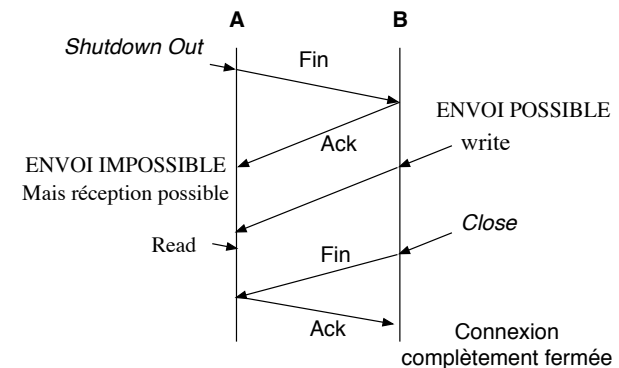 A B
Shutdown Out
Fin
ENVOI POSSIBLE
write
Ack
ENVOI IMPOSSIBLE
Mais réception possible
Close
Read
Fin
Ack
Connexion
complètement fermée